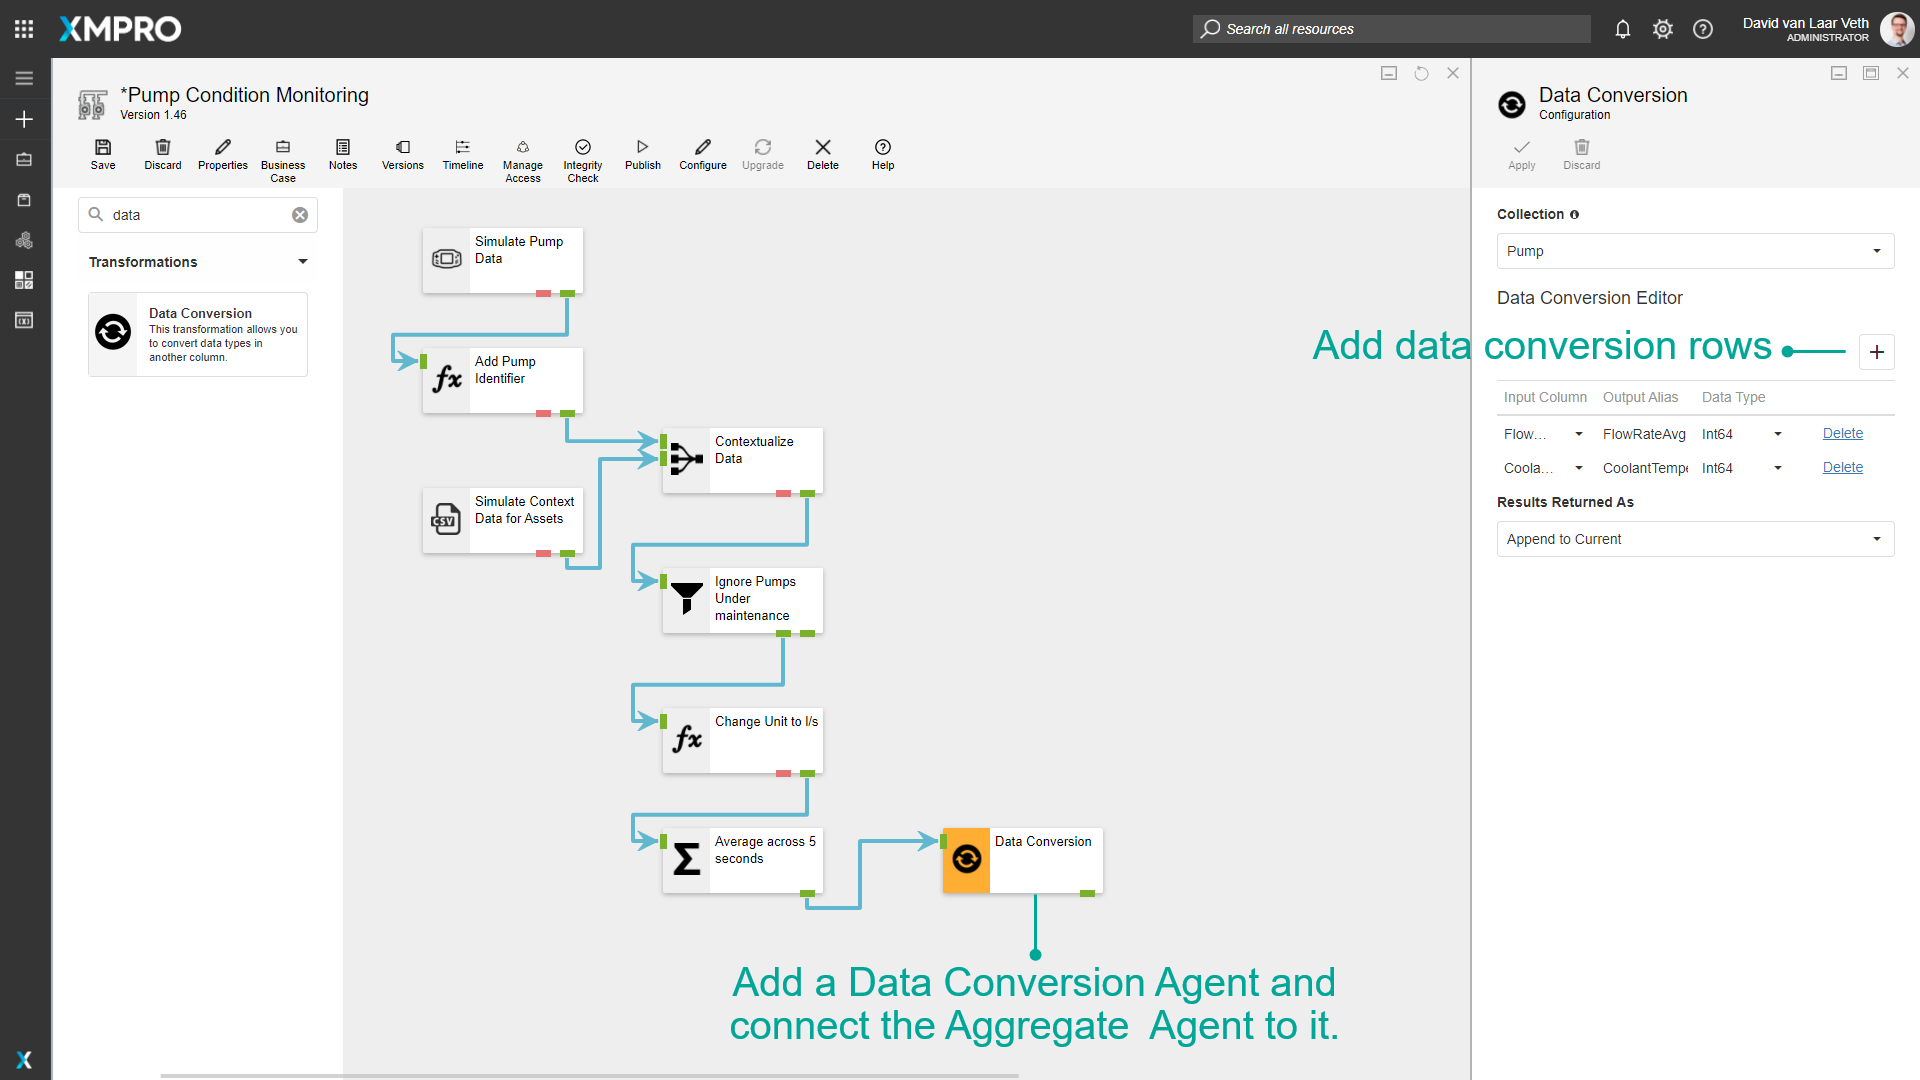 XMPRO
Search all resources
David van Laar Veth
ADMINISTRATOR
*Pump Condition Monitoring
Version 1.46
Save
Discard
Properties
Business
Case
Notes
Versions
Timeline
Manage
Access
Integrity
Check
Publish
Configure
Upgrade
Delete
Help
data
Transformations
Data Conversion
This transformation allows you
to convert data types in
another column.
Simulate Pump
Data
fx
Add Pump
Identifier
Contextualize
Data
CSV
Simulate Context
Data for Assets
Ignore Pumps
Under
maintenance
fx
Change Unit to l/s
Σ
Average across 5
seconds
Data Conversion
Add a Data Conversion Agent and
connect the Aggregate Agent to it.
Data Conversion
Configuration
Apply
Discard
Collection
Pump
Data Conversion Editor
Add data conversion rows
Input Column Output Alias Data Type
Flow... FlowRateAvg Int64 Delete
Coola... CoolantTempe Int64 Delete
Results Returned As
Append to Current